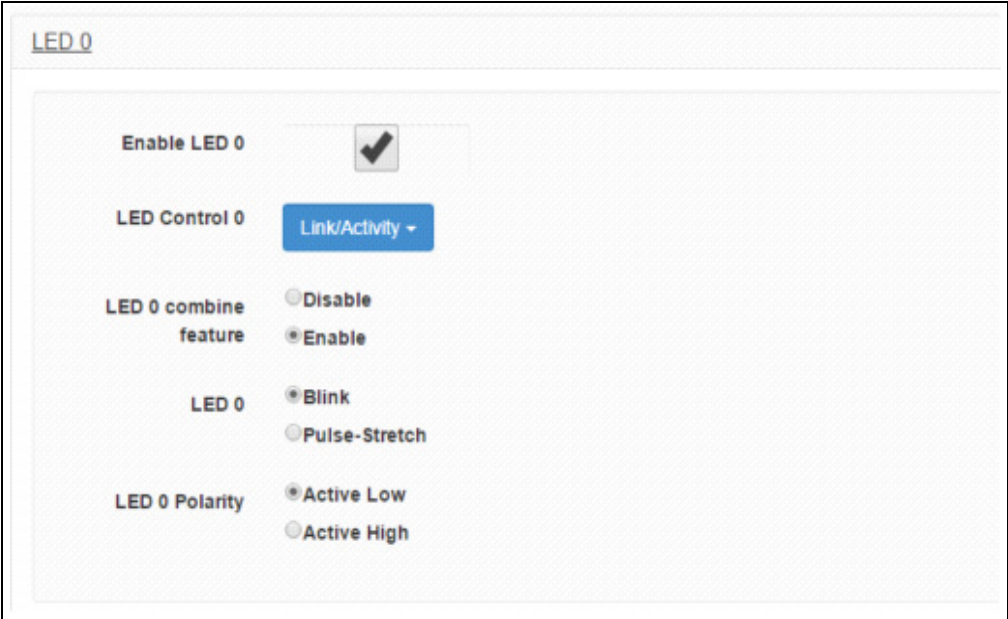 LED 0
Enable LED 0
LED Control 0
Link/Activity
LED 0 combine
feature
Disable
Enable
LED 0
Blink
Pulse-Stretch
LED 0 Polarity
Active Low
Active High